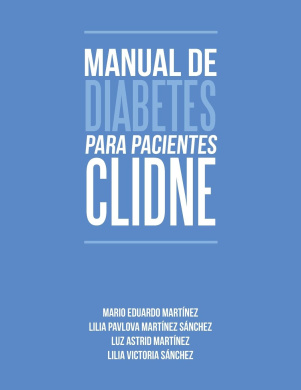 MANUAL DE
DIABETES
PARA PACIENTES
CLIDNE
MARIO EDUARDO MARTÍNEZ
LILIA PAVLOVA MARTÍNEZ SÁNCHEZ
LUZ ASTRID MARTÍNEZ
LILIA VICTORIA SÁNCHEZ